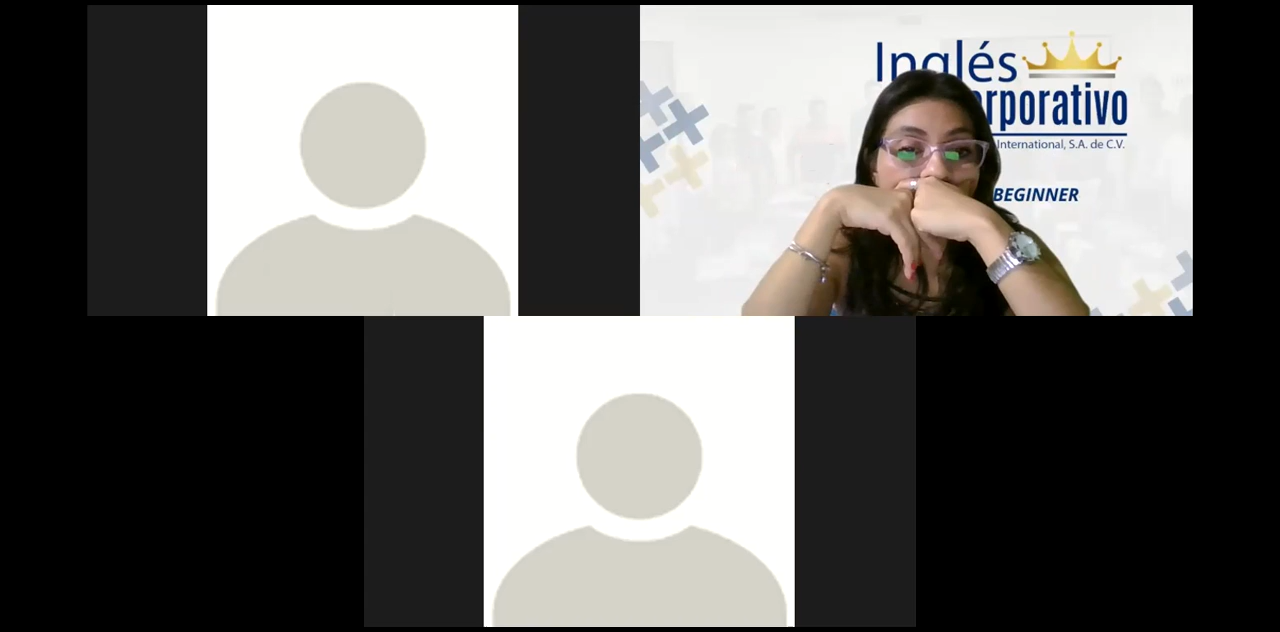 Inglés
rporativo
International, S.A. de C.V.
BEGINNER